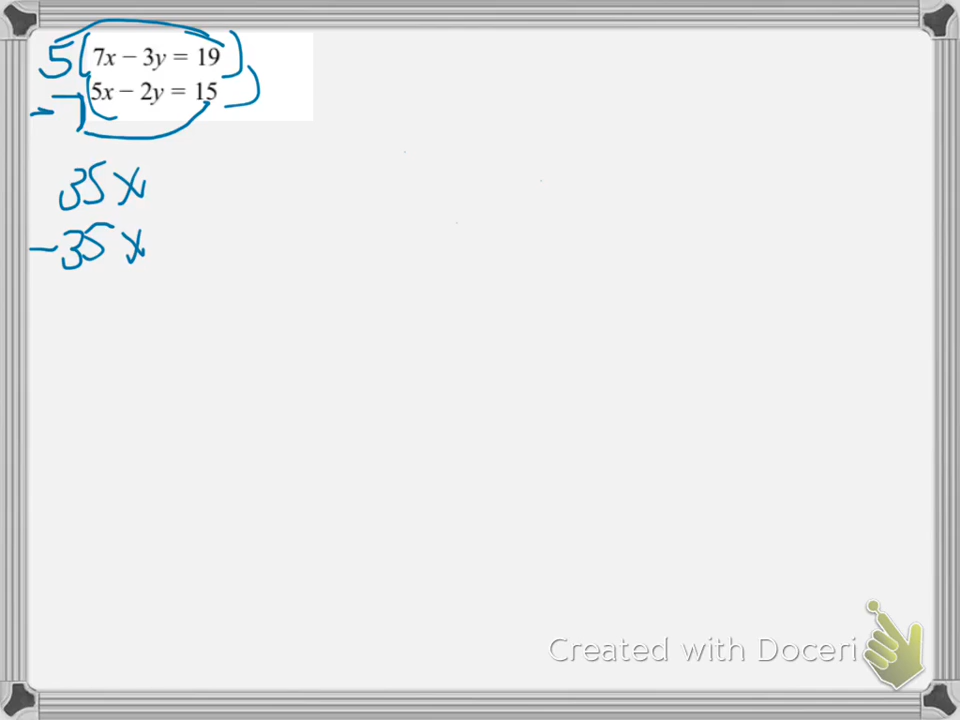 5(7x − 3y = 19)
−7(5x − 2y = 15)
35x
−35x
Created with Doceri